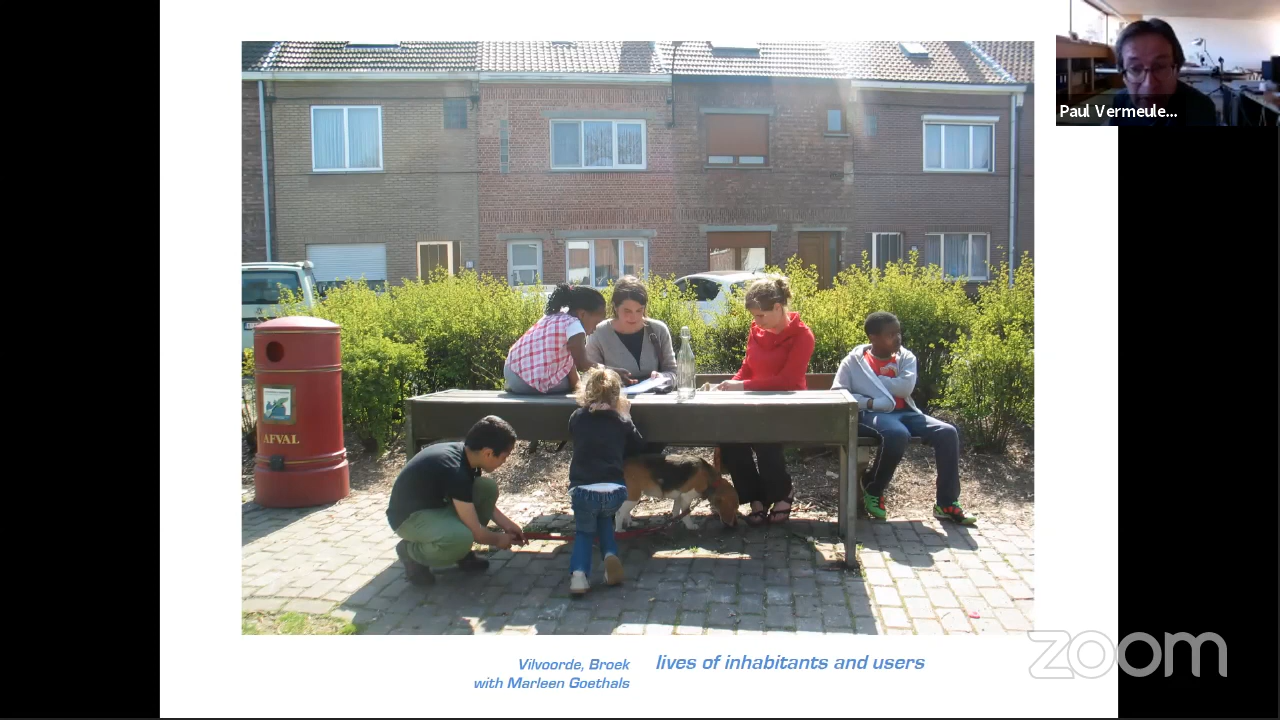 Paul Vermeule...
AFVAL
Vilvoorde, Broek
with Marleen Goethals
lives of inhabitants and users
zoom